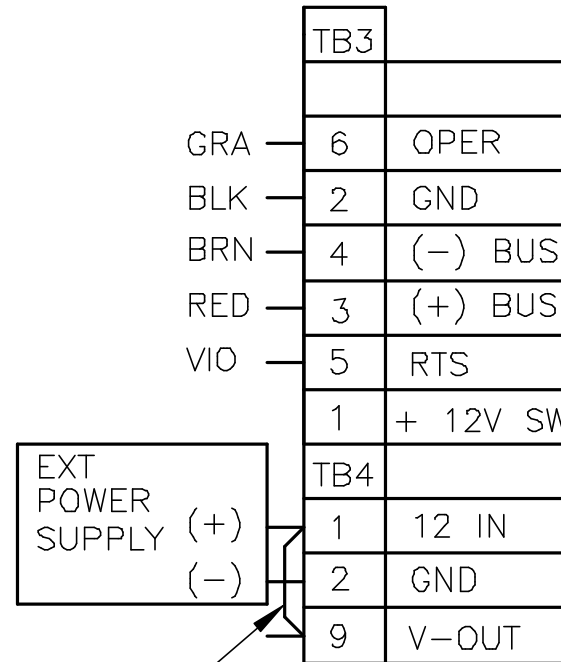 TB3
GRA 6 OPER
BLK 2 GND
BRN 4 (-) BUS
RED 3 (+) BUS
VIO 5 RTS
1 + 12V SW
TB4
EXT
POWER
SUPPLY (+) 1 12 IN
(-) 2 GND
9 V-OUT